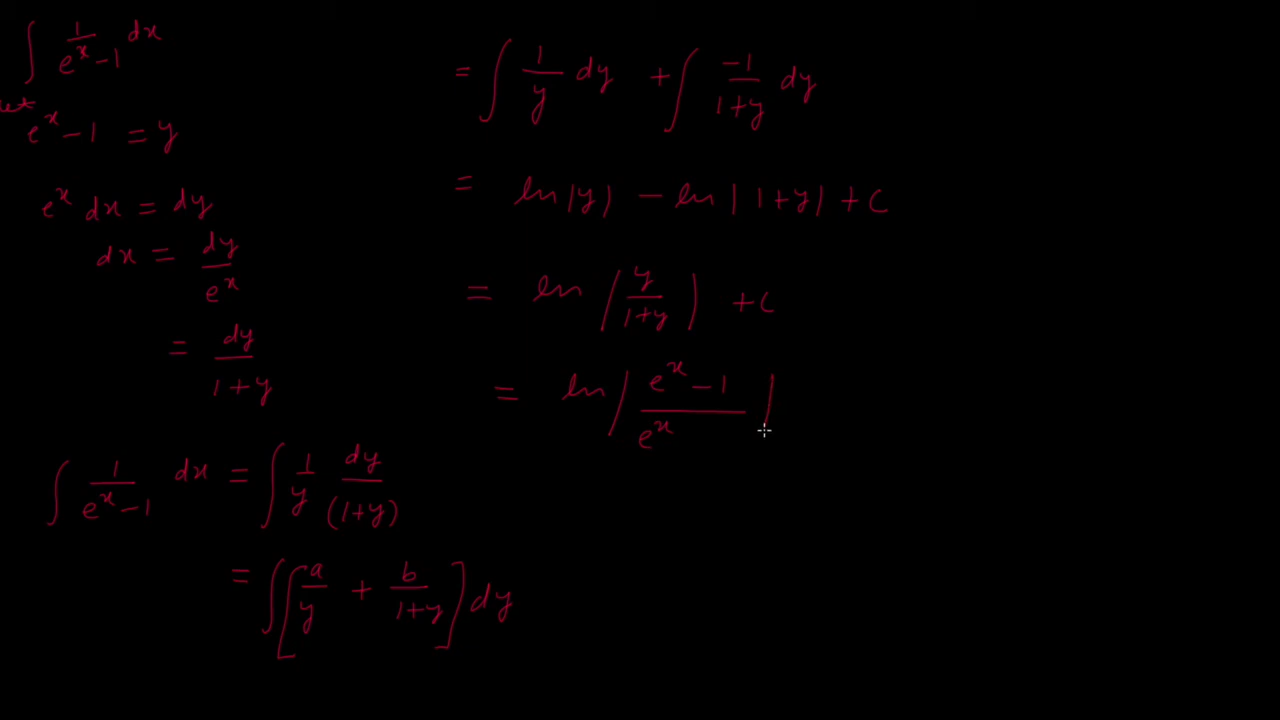 ∫ 1/(e^x − 1) dx
let
e^x − 1 = y
e^x dx = dy
dx = dy/e^x
= dy/(1+y)
∫ 1/(e^x − 1) dx = ∫ 1/y dy/(1+y)
= ∫ [a/y + b/(1+y)] dy
= ∫ 1/y dy + ∫ −1/(1+y) dy
= ln|y| − ln|1+y| + c
= ln|y/(1+y)| + c
= ln|(e^x − 1)/e^x|